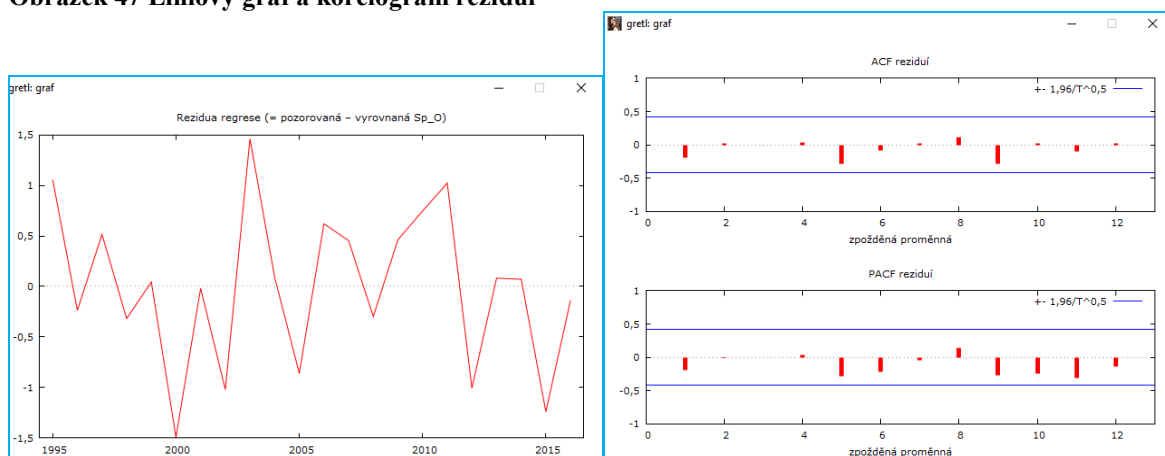 Obrázek 47 Liniový graf a korelogram reziduí
gretl: graf
Rezidua regrese (= pozorovaná – vyrovnaná Sp_O)
1,5
1
0,5
0
-0,5
-1
-1,5
1995 2000 2005 2010 2015
gretl: graf
ACF reziduí
+- 1,96/T^0,5
1
0,5
0
-0,5
-1
0 2 4 6 8 10 12
zpožděná proměnná
PACF reziduí
+- 1,96/T^0,5
1
0,5
0
-0,5
-1
0 2 4 6 8 10 12
zpožděná proměnná